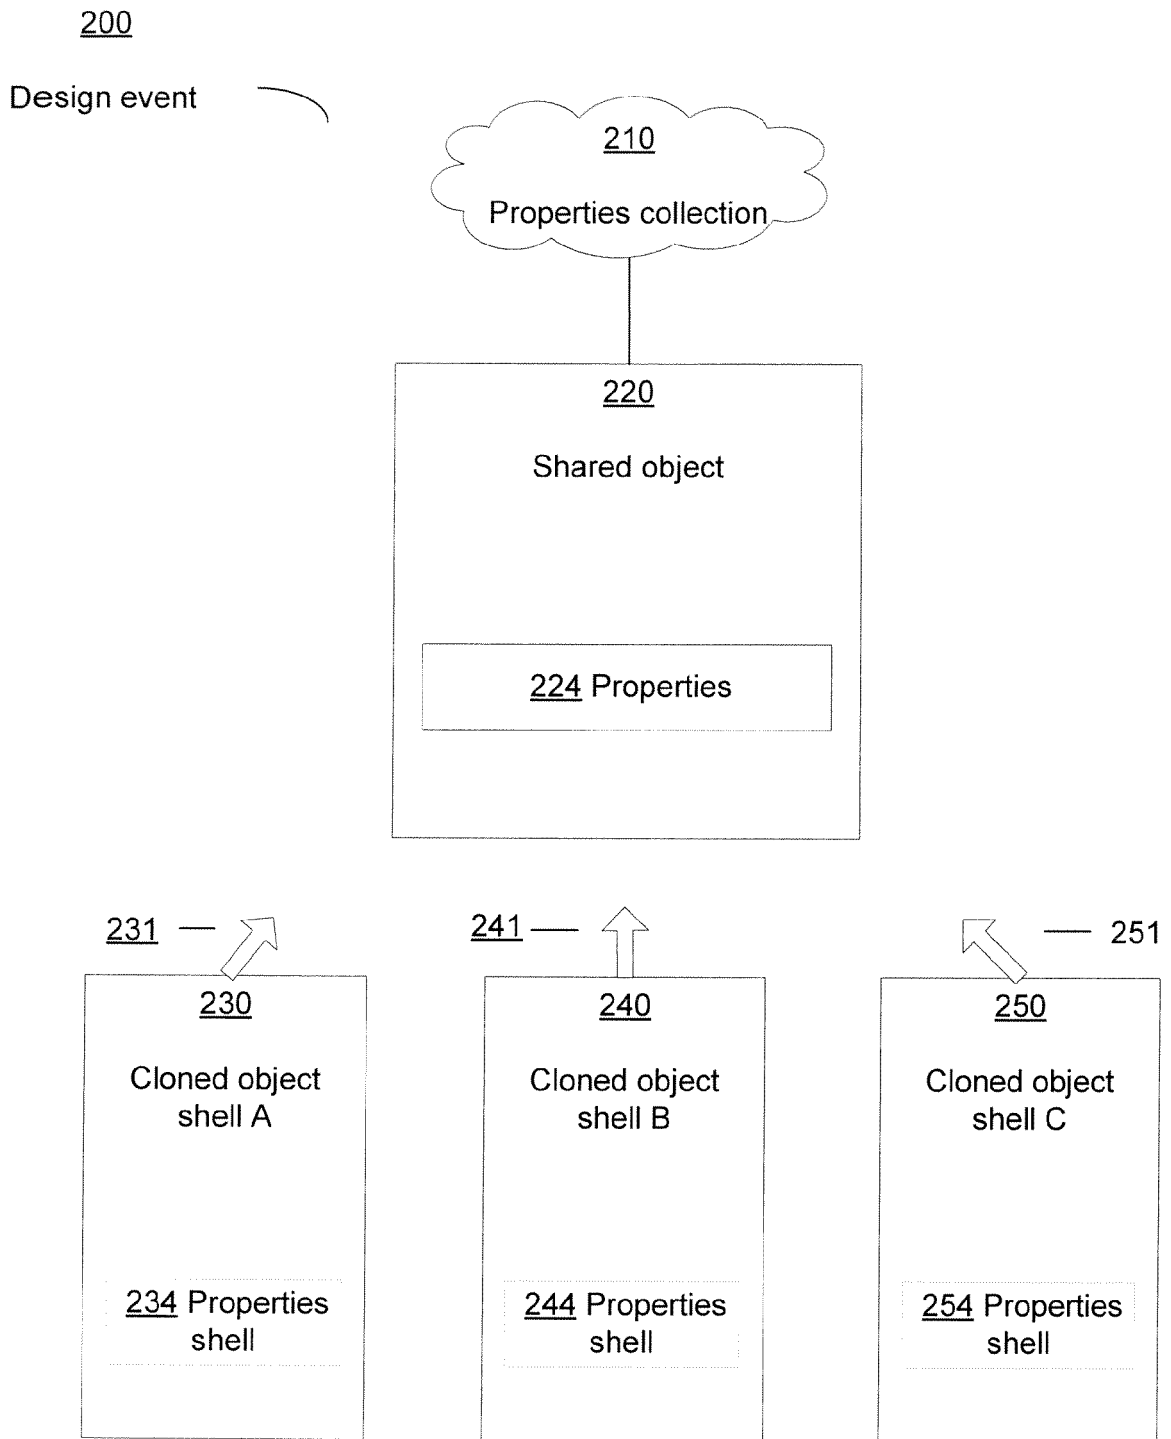 200
Design event
210
Properties collection
220
Shared object
224 Properties
231
241
251
230
Cloned object
shell A
234 Properties
shell
240
Cloned object
shell B
244 Properties
shell
250
Cloned object
shell C
254 Properties
shell